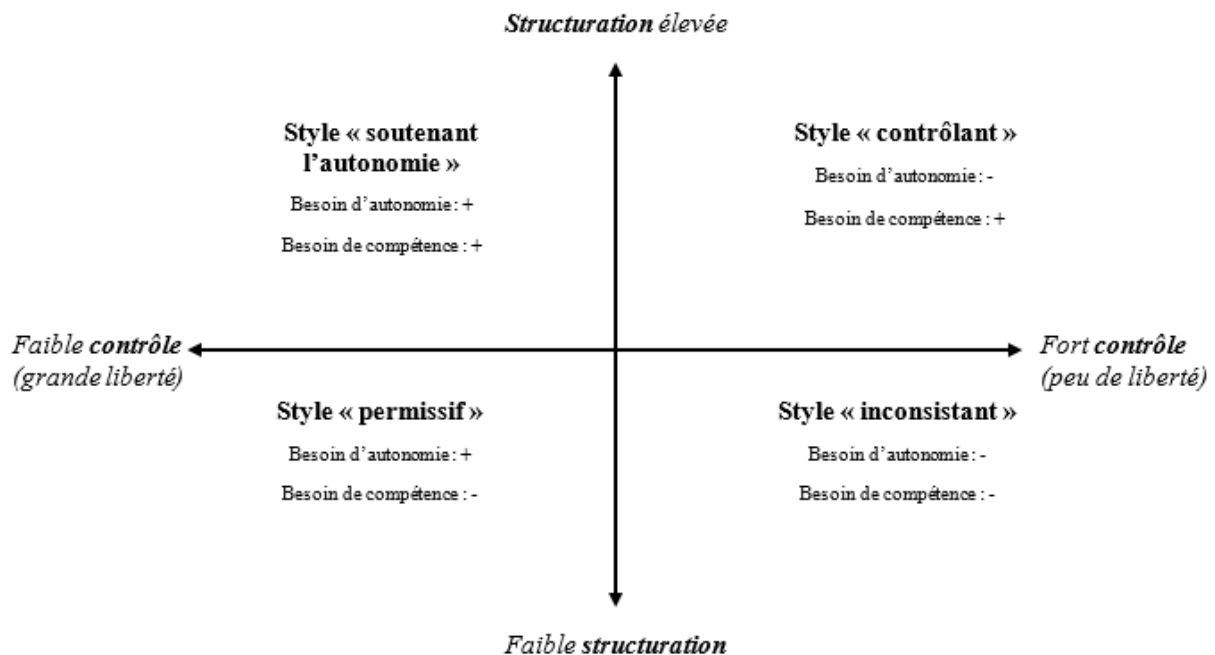 Structuration élevée
Style « soutenant
l’autonomie »
Besoin d’autonomie : +
Besoin de compétence : +
Style « contrôlant »
Besoin d’autonomie : -
Besoin de compétence : +
Faible contrôle
(grande liberté)
Fort contrôle
(peu de liberté)
Style « permissif »
Besoin d’autonomie : +
Besoin de compétence : -
Style « inconsistant »
Besoin d’autonomie : -
Besoin de compétence : -
Faible structuration